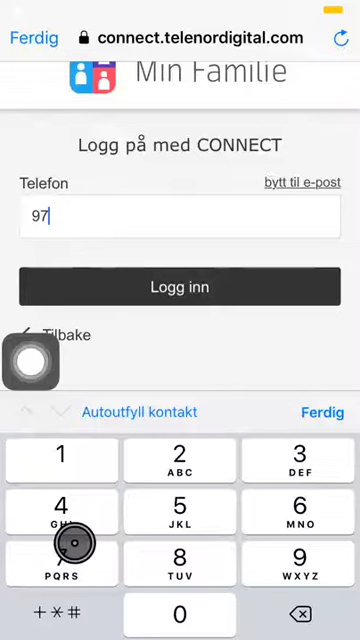 Ferdig connect.telenordigital.com
Min Familie
Logg på med CONNECT
Telefon bytt til e-post
97
Logg inn
Tilbake
Autoutfyll kontakt Ferdig
1 2 3
ABC DEF
4 5 6
JKL MNO
8 9
PQRS TUV WXYZ
+*# 0